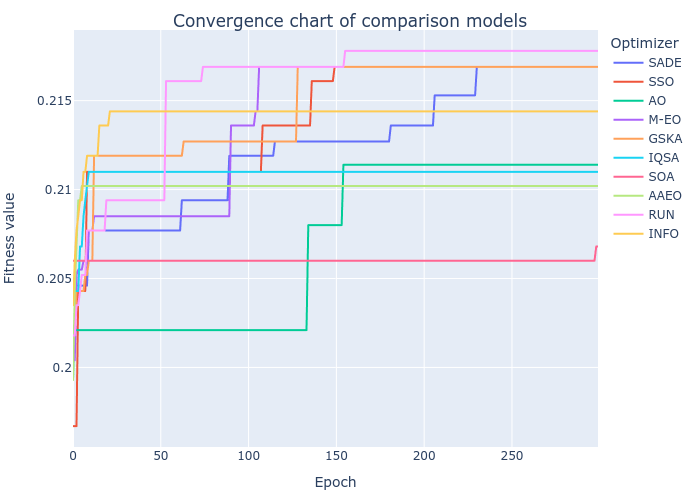 Convergence chart of comparison models
Optimizer
SADE
SSO
AO
M-EO
GSKA
IQSA
SOA
AAEO
RUN
INFO
Fitness value
0.215
0.21
0.205
0.2
0
50
100
150
200
250
Epoch